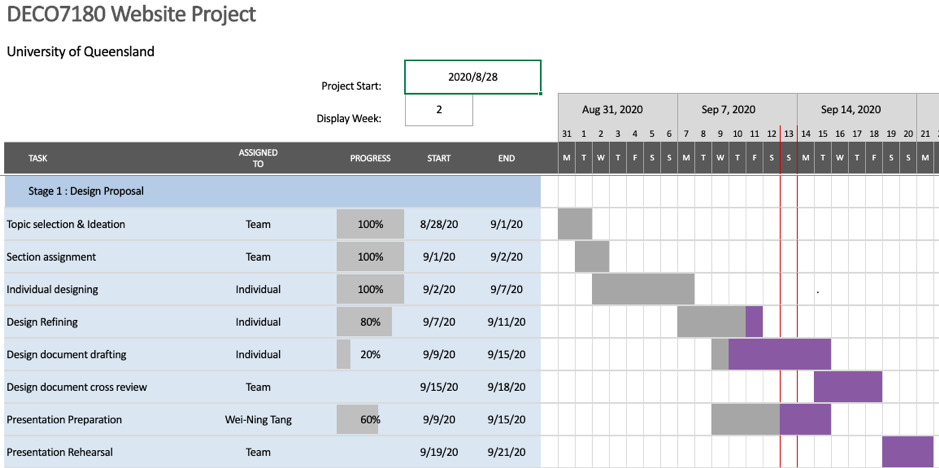 DECO7180 Website Project
University of Queensland
Project Start: 2020/8/28
Display Week: 2
Aug 31, 2020 Sep 7, 2020 Sep 14, 2020
31 1 2 3 4 5 6 7 8 9 10 11 12 13 14 15 16 17 18 19 20 21
TASK ASSIGNED TO PROGRESS START END M T W T F S S M T W T F S S M T W T F S S M
Stage 1 : Design Proposal
Topic selection & Ideation Team 100% 8/28/20 9/1/20
Section assignment Team 100% 9/1/20 9/2/20
Individual designing Individual 100% 9/2/20 9/7/20
Design Refining Individual 80% 9/7/20 9/11/20
Design document drafting Individual 20% 9/9/20 9/15/20
Design document cross review Team 9/15/20 9/18/20
Presentation Preparation Wei-Ning Tang 60% 9/9/20 9/15/20
Presentation Rehearsal Team 9/19/20 9/21/20